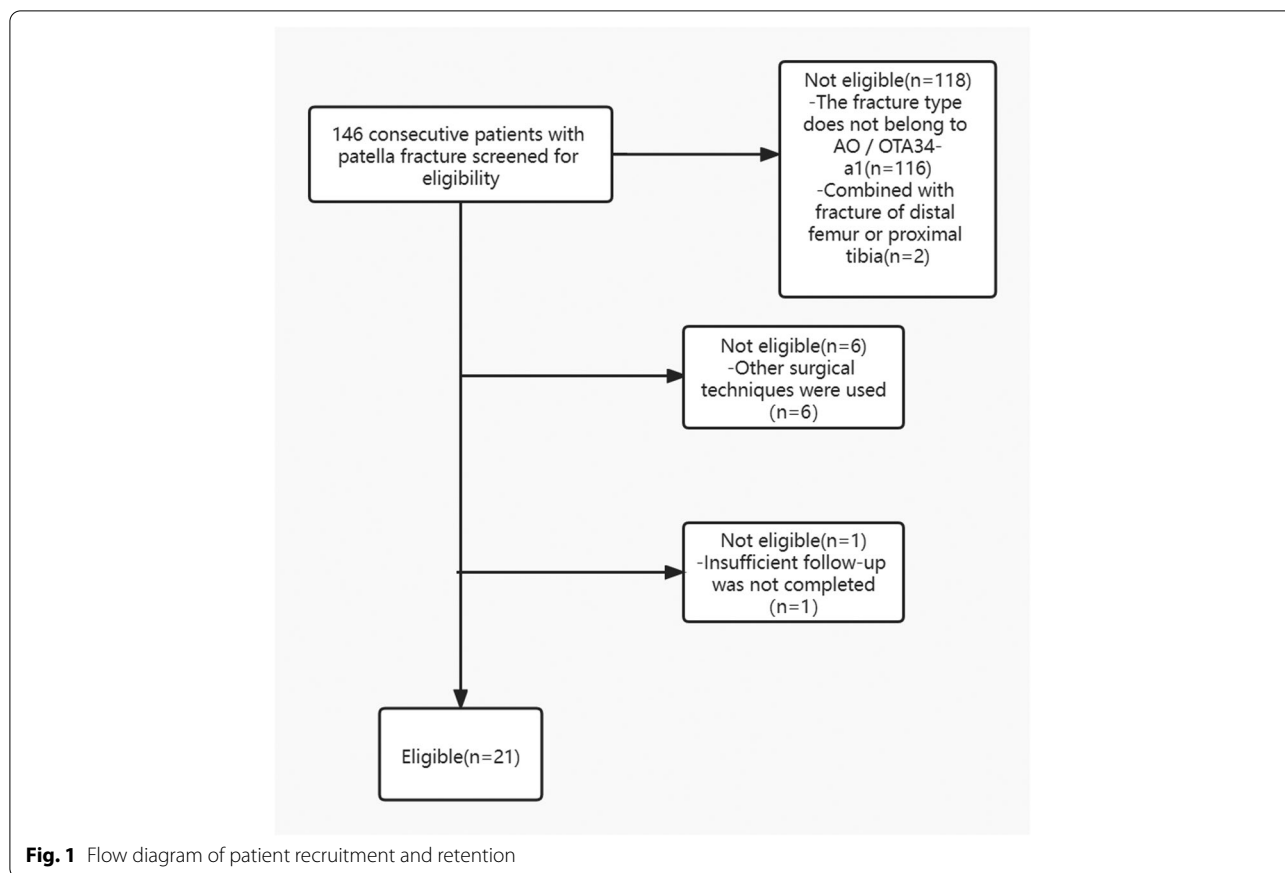 146 consecutive patients with
patella fracture screened for
eligibility
Not eligible(n=118)
-The fracture type
does not belong to
AO / OTA34-
a1(n=116)
-Combined with
fracture of distal
femur or proximal
tibia(n=2)
Not eligible(n=6)
-Other surgical
techniques were used
(n=6)
Not eligible(n=1)
-Insufficient follow-up
was not completed
(n=1)
Eligible(n=21)
Fig. 1 Flow diagram of patient recruitment and retention